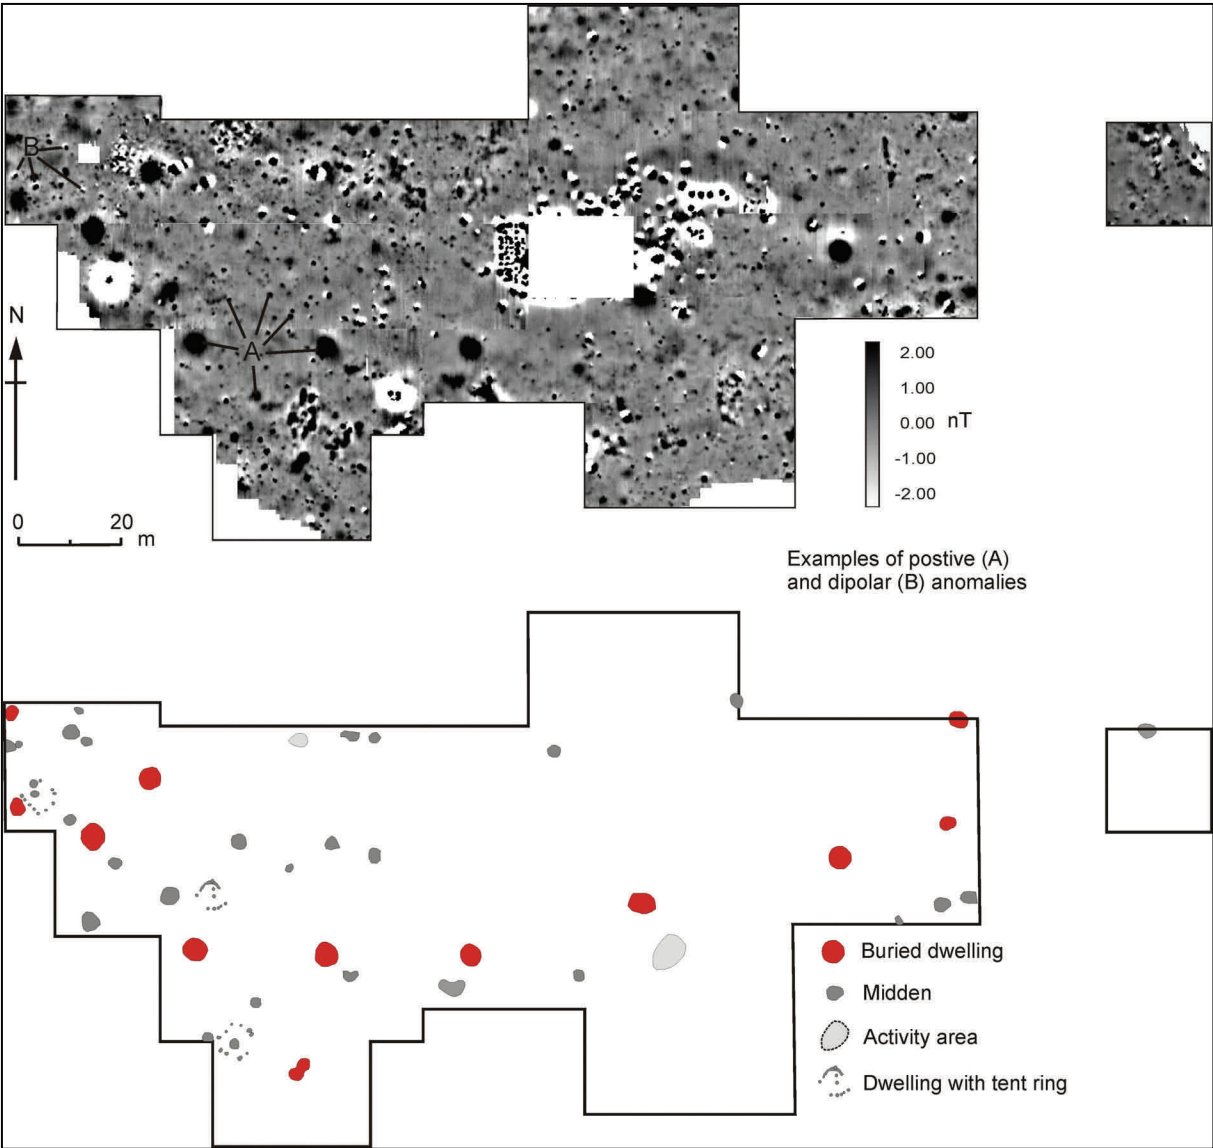 B
A
N
0 20
m
2.00
1.00
0.00 nT
-1.00
-2.00
Examples of postive (A)
and dipolar (B) anomalies
Buried dwelling
Midden
Activity area
Dwelling with tent ring